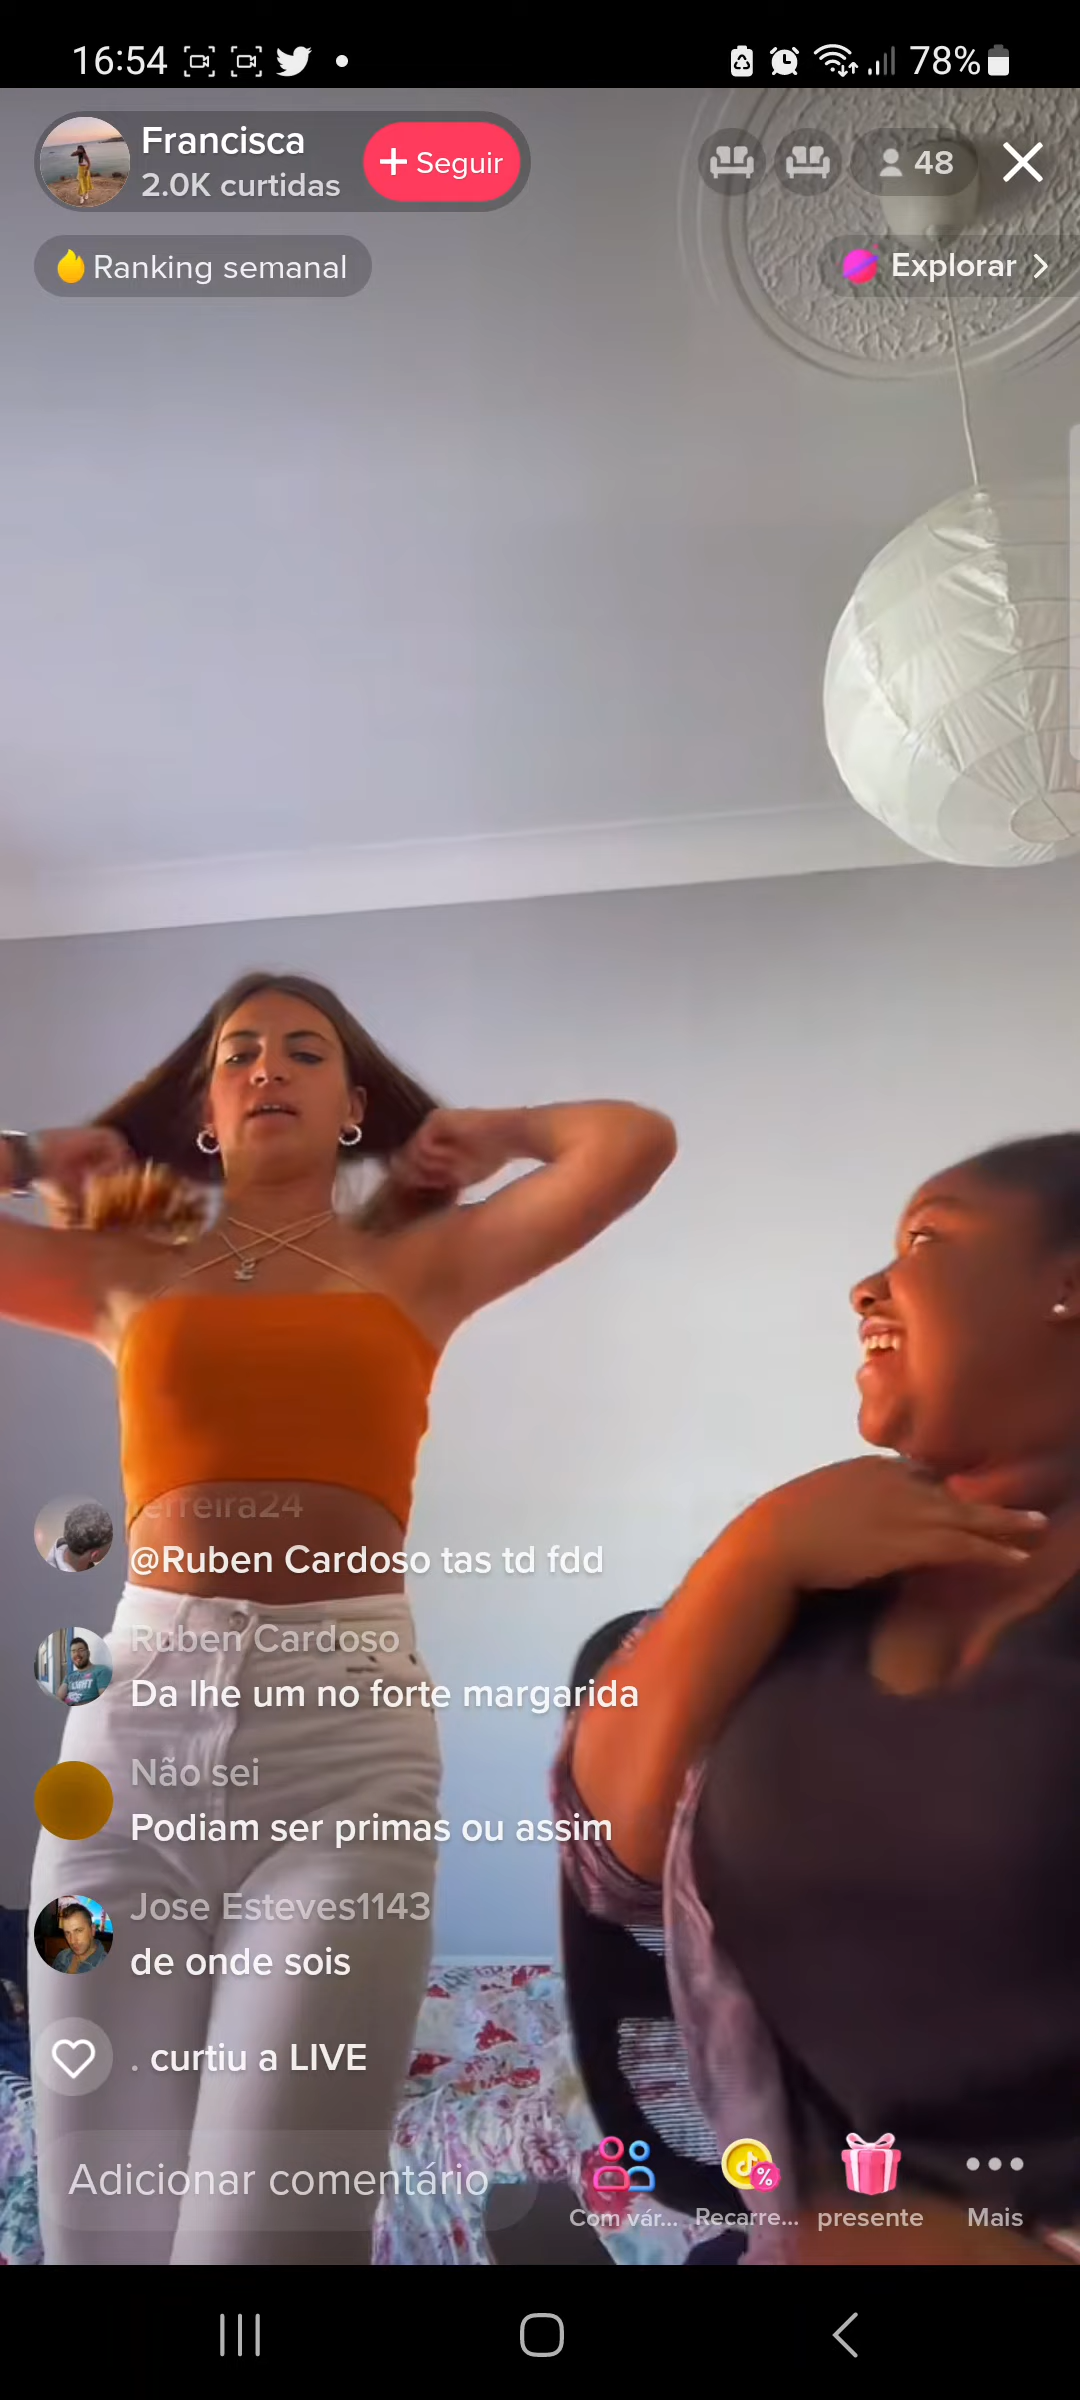 16:54
78%
Francisca
2.0K curtidas
+ Seguir
48
Ranking semanal
Explorar
erreira24
@Ruben Cardoso tas td fdd
Ruben Cardoso
Da lhe um no forte margarida
Não sei
Podiam ser primas ou assim
Jose Esteves1143
de onde sois
. curtiu a LIVE
Adicionar comentário
Com vár...
Recarre...
presente
Mais